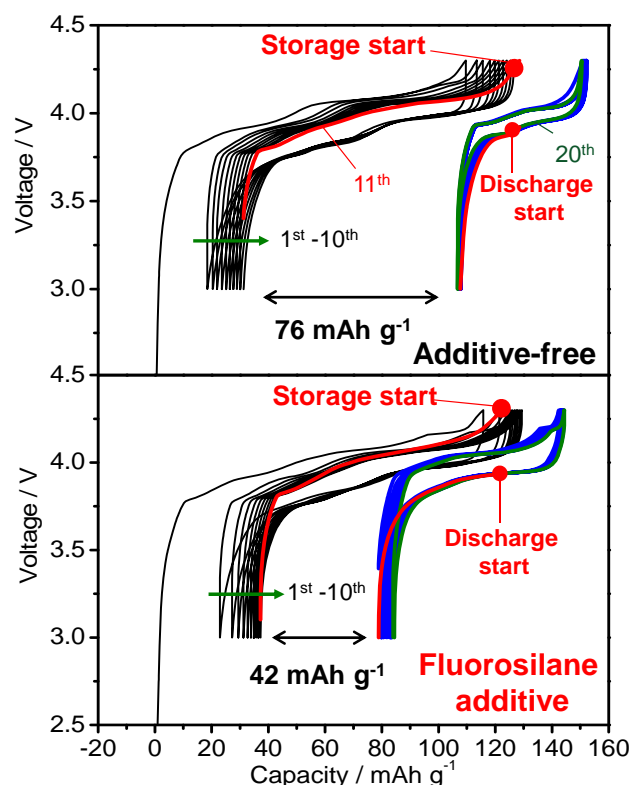 4.5
Storage start
4.0
Voltage / V
11th
20th
Discharge
start
3.5
1st -10th
3.0
76 mAh g-1
Additive-free
4.5
Storage start
4.0
Voltage / V
Discharge
start
3.5
1st -10th
3.0
42 mAh g-1
Fluorosilane
additive
2.5
-20 0 20 40 60 80 100 120 140 160
Capacity / mAh g-1